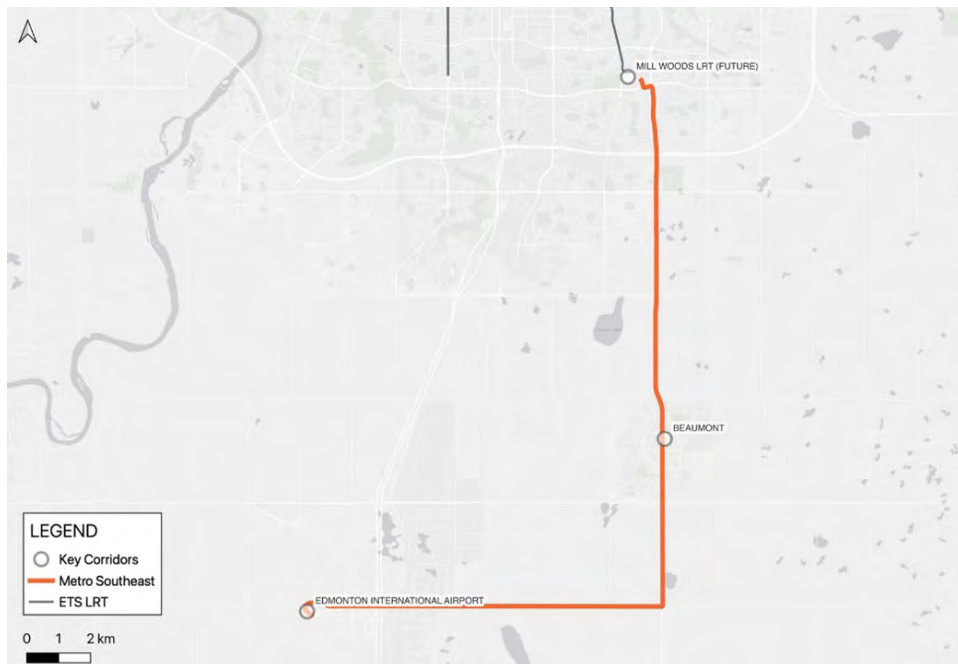 MILL WOODS LRT (FUTURE)
BEAUMONT
EDMONTON INTERNATIONAL AIRPORT
LEGEND
Key Corridors
Metro Southeast
ETS LRT
0 1 2 km